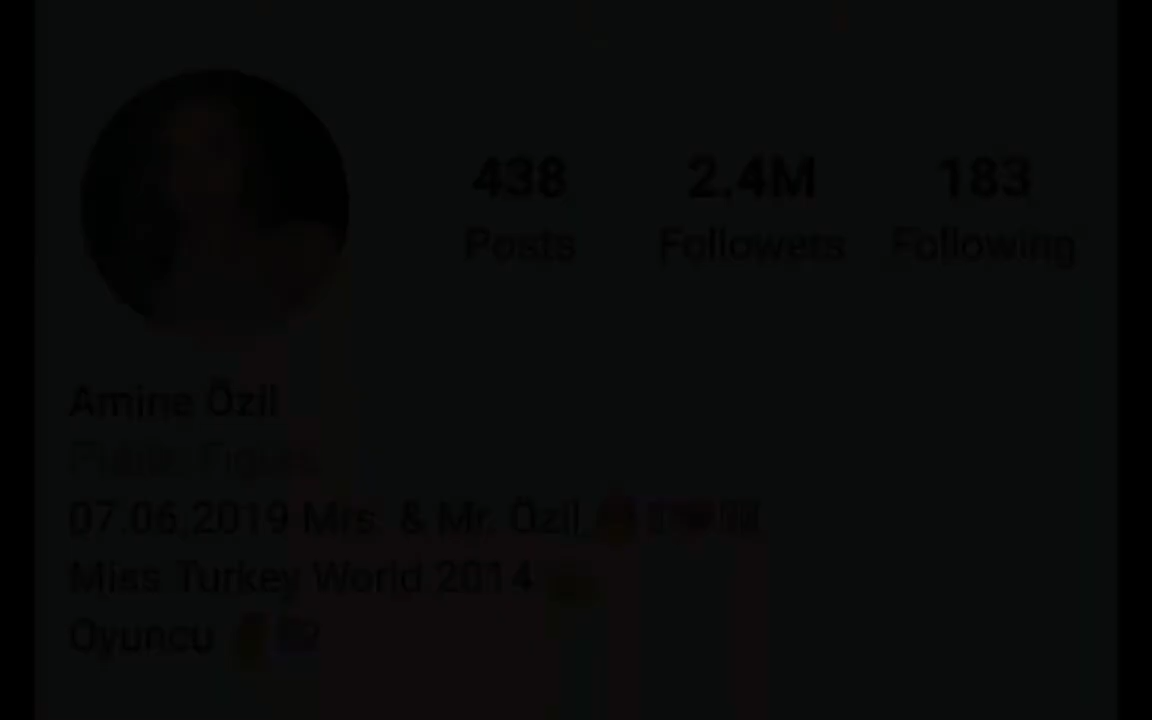 438 2.4M 183
Posts Followers Following
Amine Özil
Public Figure
07.06.2019 Mrs. & Mr. Özil
Miss Turkey World 2014
Oyuncu